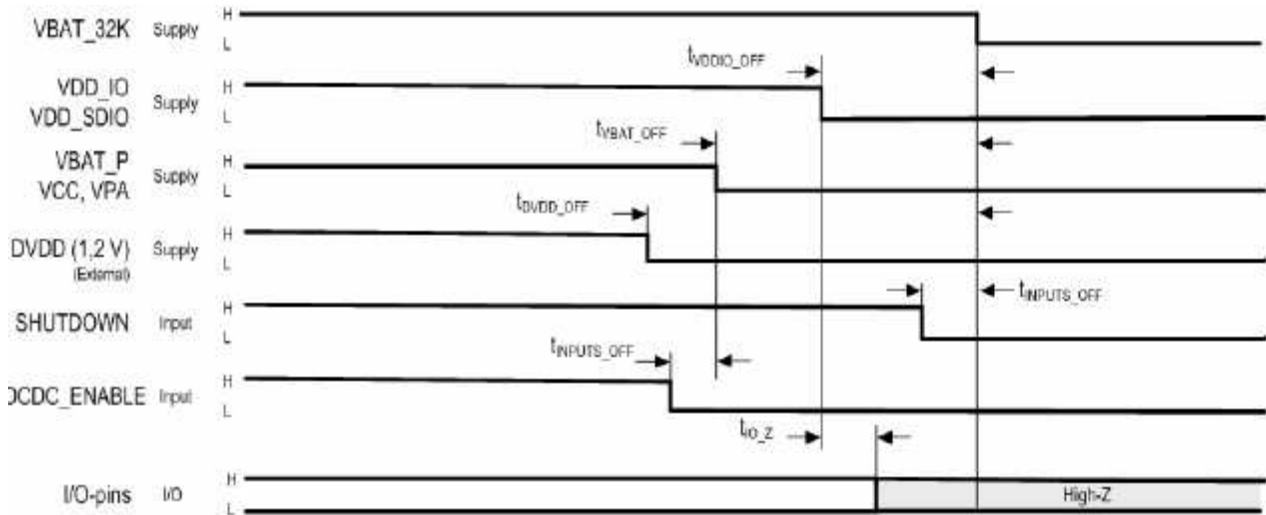 VBAT_32K Supply H
L
tVDDIO_OFF
VDD_IO
VDD_SDIO Supply H
L
tVBAT_OFF
VBAT_P
VCC, VPA Supply H
L
tDVDD_OFF
DVDD (1,2 V) Supply H
L
(External)
SHUTDOWN Input H
L
tINPUTS_OFF
tINPUTS_OFF
DCDC_ENABLE Input H
L
tIO_Z
I/O-pins I/O H
L
High-Z